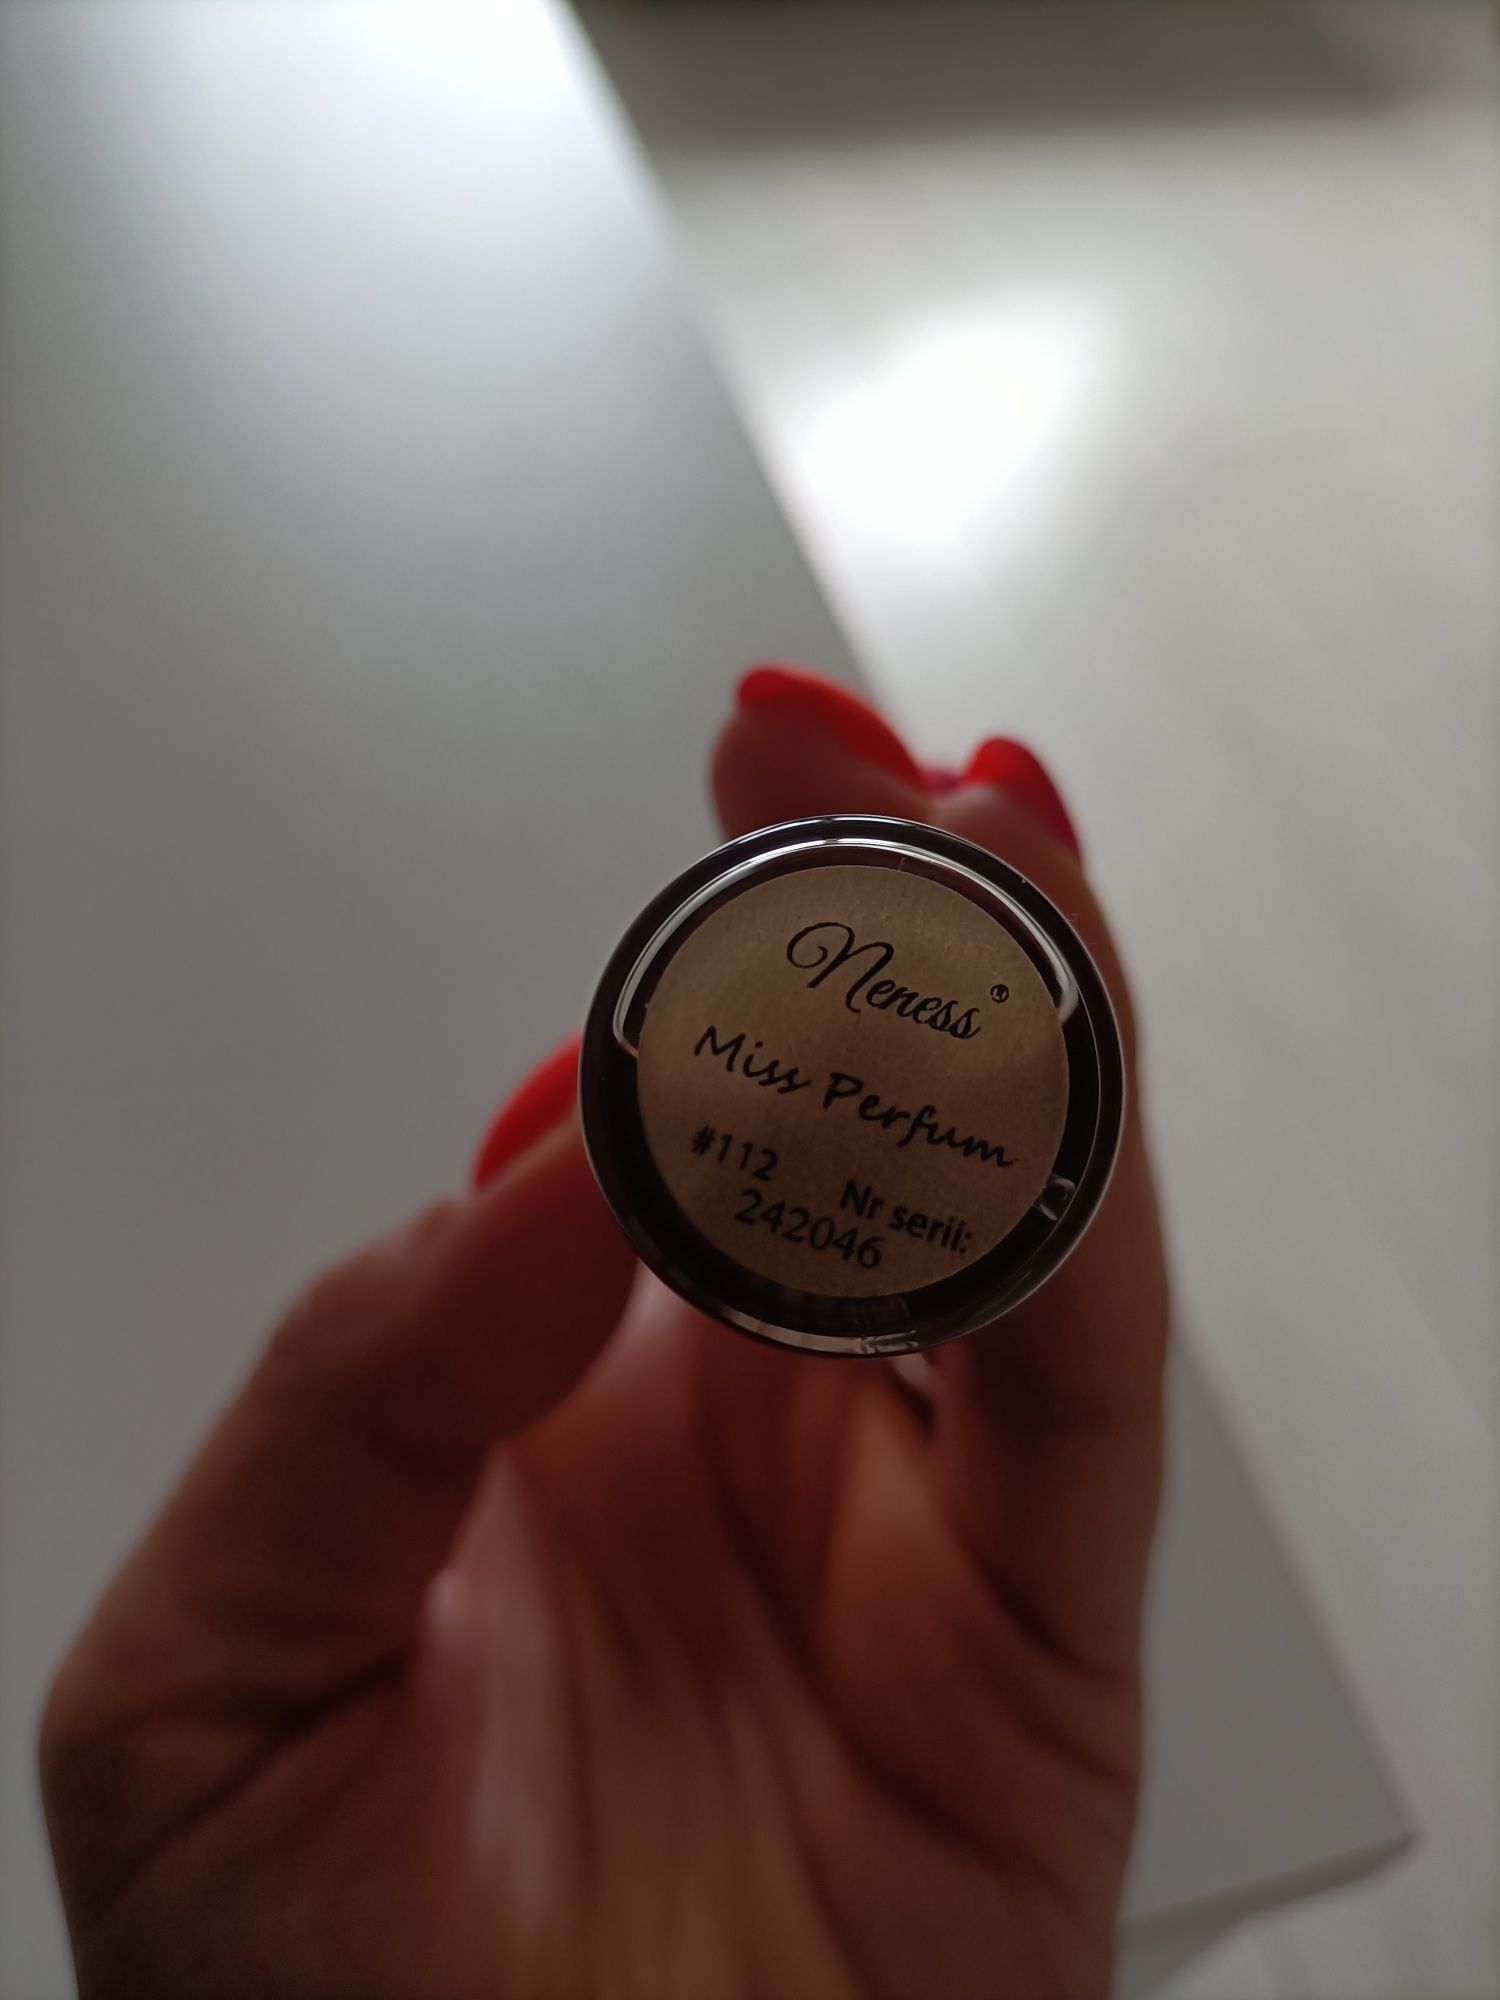 Neness®
Miss Perfum
#112 Nr serii:
242046